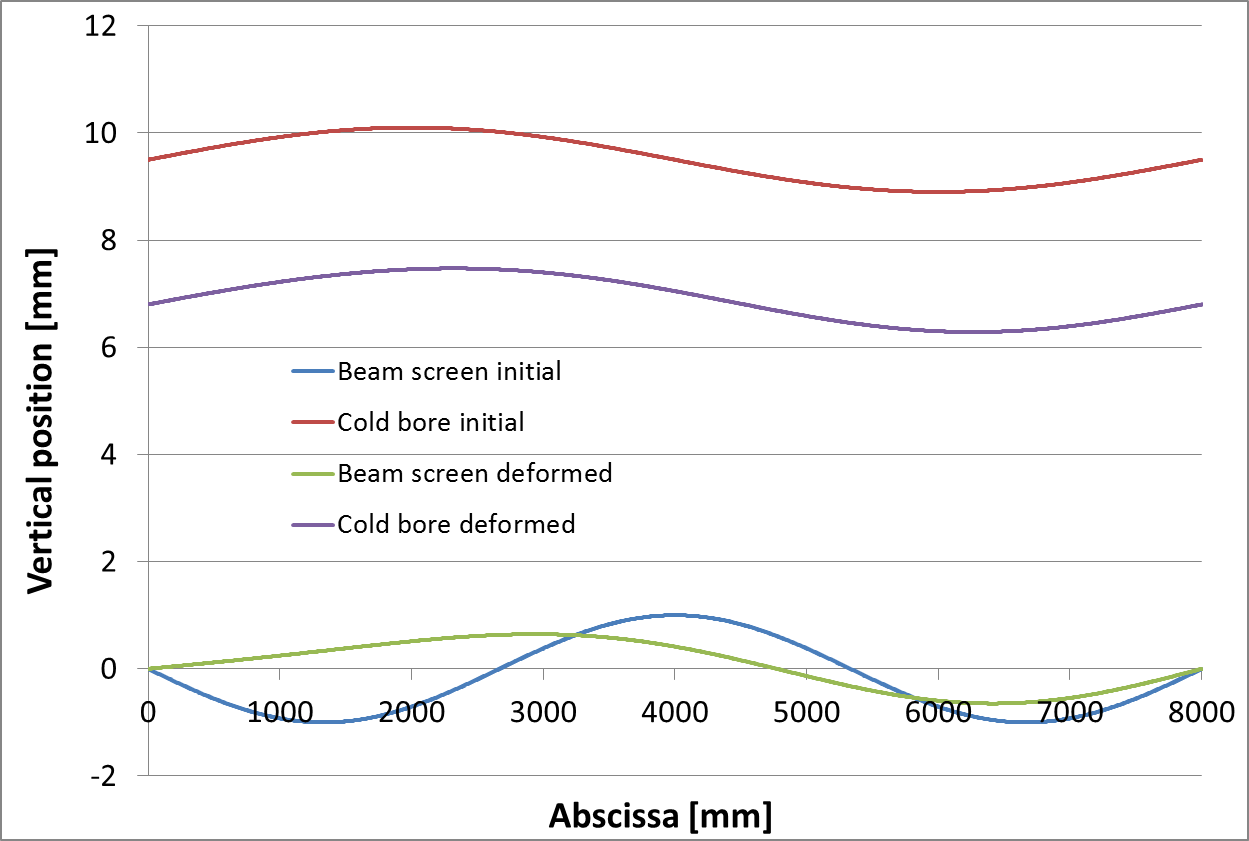 12
10
8
6
4
2
0
-2
Vertical position [mm]
Beam screen initial
Cold bore initial
Beam screen deformed
Cold bore deformed
0 1000 2000 3000 4000 5000 6000 7000 8000
Abscissa [mm]